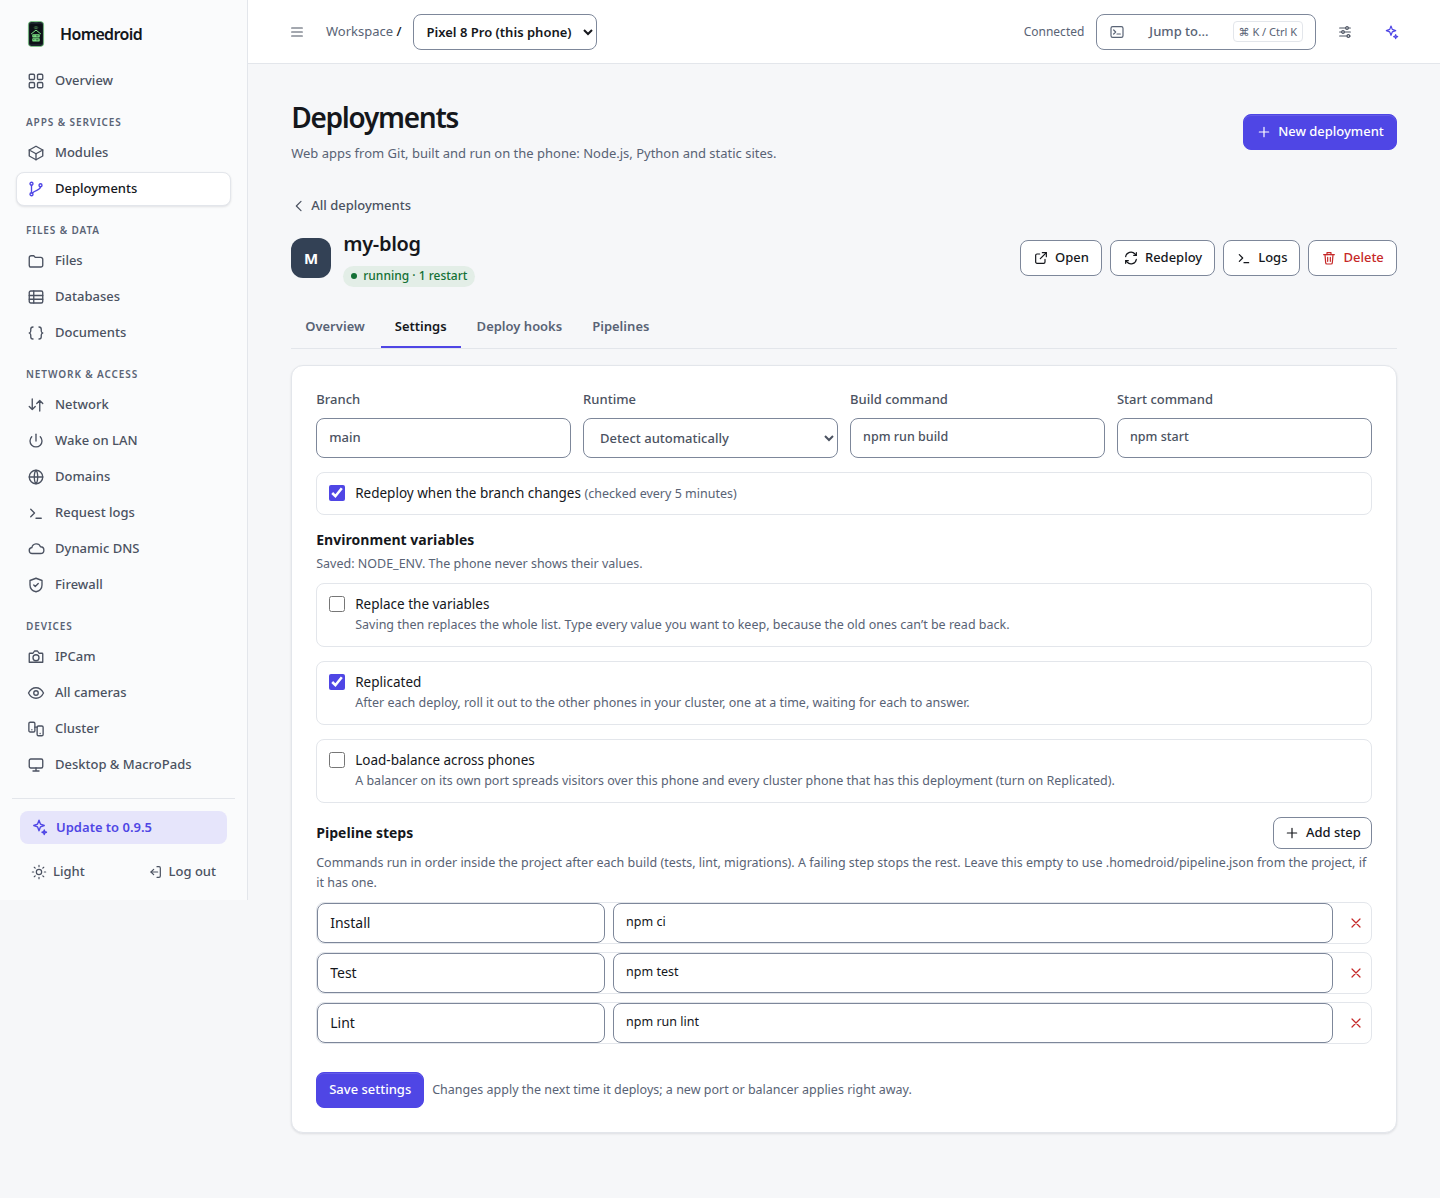 Homedroid
Overview
APPS & SERVICES
Modules
Deployments
FILES & DATA
Files
Databases
Documents
NETWORK & ACCESS
Network
Wake on LAN
Domains
Request logs
Dynamic DNS
Firewall
DEVICES
IPCam
All cameras
Cluster
Desktop & MacroPads
Update to 0.9.5
Light
Log out
Workspace / Pixel 8 Pro (this phone)
Connected
Jump to... ⌘ K / Ctrl K
Deployments
Web apps from Git, built and run on the phone: Node.js, Python and static sites.
New deployment
All deployments
M
my-blog
running · 1 restart
Open
Redeploy
Logs
Delete
Overview
Settings
Deploy hooks
Pipelines
Branch
Runtime
Build command
Start command
main
Detect automatically
npm run build
npm start
Redeploy when the branch changes (checked every 5 minutes)
Environment variables
Saved: NODE_ENV. The phone never shows their values.
Replace the variables
Saving then replaces the whole list. Type every value you want to keep, because the old ones can't be read back.
Replicated
After each deploy, roll it out to the other phones in your cluster, one at a time, waiting for each to answer.
Load-balance across phones
A balancer on its own port spreads visitors over this phone and every cluster phone that has this deployment (turn on Replicated).
Pipeline steps
Add step
Commands run in order inside the project after each build (tests, lint, migrations). A failing step stops the rest. Leave this empty to use .homedroid/pipeline.json from the project, if
it has one.
Install
npm ci
Test
npm test
Lint
npm run lint
Save settings
Changes apply the next time it deploys; a new port or balancer applies right away.